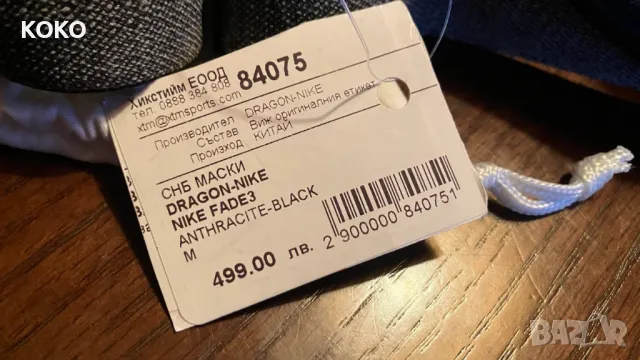 KOKO
Хикстийм ЕООД
тел. 0888 384 808
xtm@xtmsports.com
84075
Производител DRAGON-NIKE
Състав Виж оригиналния етикет
Произход КИТАЙ
СНБ МАСКИ
DRAGON-NIKE
NIKE FADE3
ANTHRACITE-BLACK
M
499.00 лв.
2 900000 840751
BAZAR